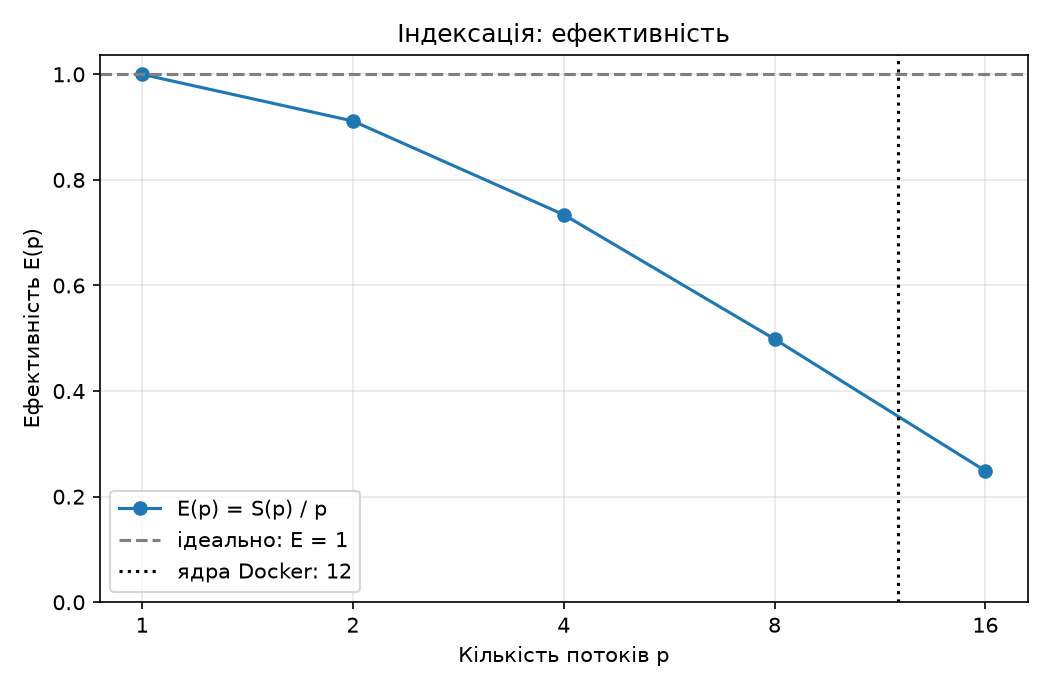 Індексація: ефективність
Ефективність E(p)
1.0
0.8
0.6
0.4
0.2
0.0
E(p) = S(p) / p
ідеально: E = 1
ядра Docker: 12
1 2 4 8 16
Кількість потоків p